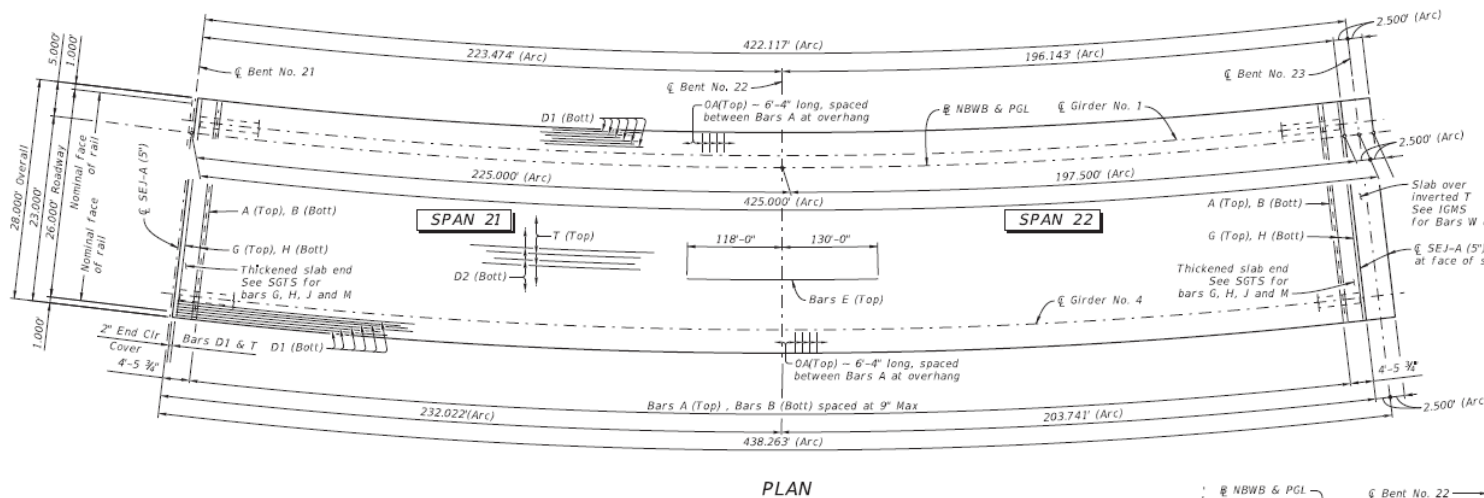 422.117' (Arc)
2.500' (Arc)
223.474' (Arc)
196.143' (Arc)
℄ Bent No. 21
℄ Bent No. 22
℄ Bent No. 23
5.000'
1.000'
D1 (Bott)
OA(Top) ~ 6'-4" long, spaced
between Bars A at overhang
NBWB & PGL
℄ Girder No. 1
2.500' (Arc)
28.000' Overall
23.000'
26.000' Roadway
Nominal face
of rail
Nominal face
of rail
℄ SEJ-A (5")
225.000' (Arc)
197.500' (Arc)
425.000' (Arc)
A (Top), B (Bott)
SPAN 21
T (Top)
118'-0"
130'-0"
SPAN 22
A (Top), B (Bott)
Slab over
inverted T
See IGMS
for Bars W
G (Top), H (Bott)
G (Top), H (Bott)
D2 (Bott)
Bars E (Top)
℄ SEJ-A (5")
at face of
Thickened slab end
See SGTS for
bars G, H, J and M
Thickened slab end
See SGTS for
bars G, H, J and M
℄ Girder No. 4
1.000'
2" End Clr
Cover
Bars D1 & T
D1 (Bott)
OA(Top) ~ 6'-4" long, spaced
between Bars A at overhang
4'-5 ¾"
4'-5 ¾"
Bars A (Top) , Bars B (Bott) spaced at 9" Max
232.022'(Arc)
203.741' (Arc)
2.500' (Arc)
438.263' (Arc)
PLAN
NBWB & PGL
℄ Bent No. 22